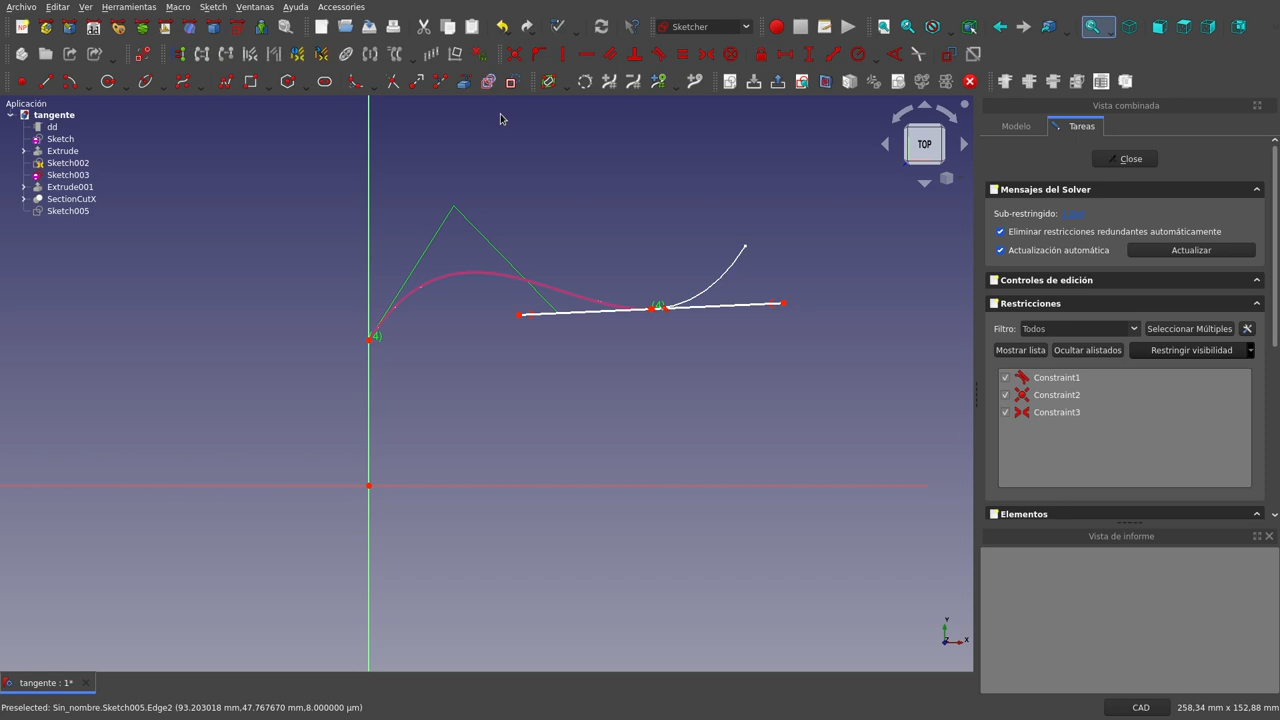 Archivo Editar Ver Herramientas Macro Sketch Ventanas Ayuda Accessories
Sketcher
Aplicación
tangente
dd
Sketch
Extrude
Sketch002
Sketch003
Extrude001
SectionCutX
Sketch005
(4)
(4)
TOP
Y
X
Vista combinada
Modelo Tareas
Close
Mensajes del Solver
Sub-restringido:
Eliminar restricciones redundantes automáticamente
Actualización automática Actualizar
Controles de edición
Restricciones
Filtro: Todos Seleccionar Múltiples
Mostrar lista Ocultar alistados Restringir visibilidad
Constraint1
Constraint2
Constraint3
Elementos
Vista de informe
tangente : 1*
Preselected: Sin_nombre.Sketch005.Edge2 (93.203018 mm,47.767670 mm,8.000000 µm) CAD 258,34 mm x 152,88 mm